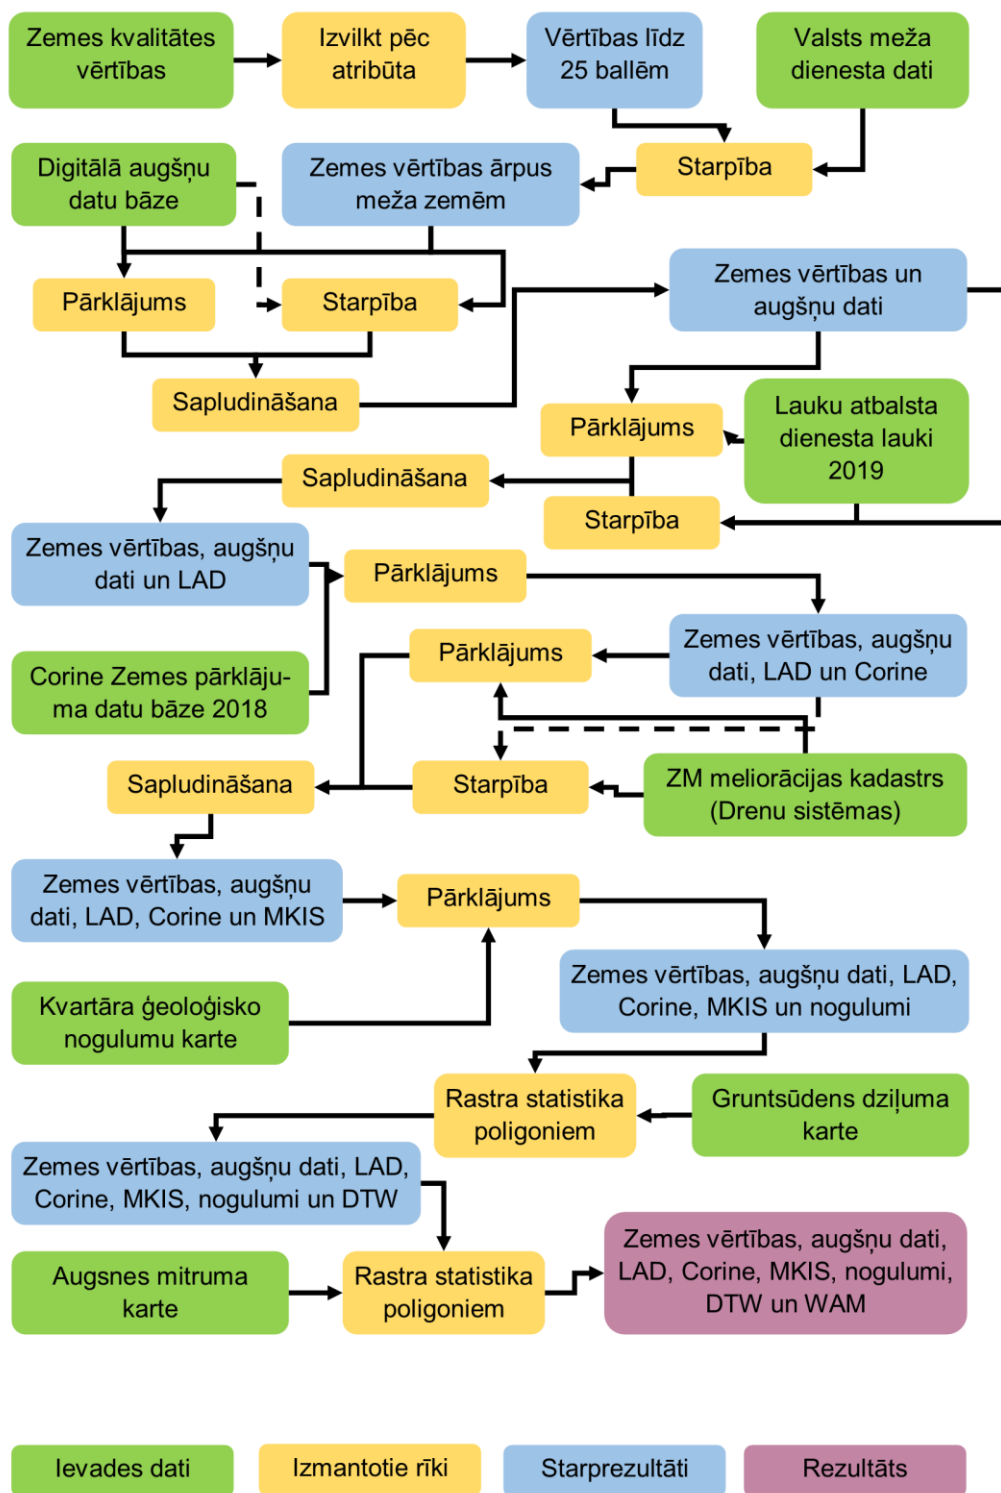 Zemes kvalitātes
vērtības
Izvilkt pēc
atribūta
Vērtības līdz
25 ballēm
Valsts meža
dienesta dati
Starpība
Digitālā augšņu
datu bāze
Zemes vērtības ārpus
meža zemēm
Pārklājums
Starpība
Zemes vērtības un
augšņu dati
Sapludināšana
Pārklājums
Lauku atbalsta
dienesta lauki
2019
Sapludināšana
Starpība
Zemes vērtības, augšņu
dati un LAD
Pārklājums
Corine Zemes pārklāju-
ma datu bāze 2018
Pārklājums
Zemes vērtības, augšņu
dati, LAD un Corine
Sapludināšana
Starpība
ZM meliorācijas kadastrs
(Drenu sistēmas)
Zemes vērtības, augšņu
dati, LAD, Corine un MKIS
Pārklājums
Kvartāra ģeoloģisko
nogulumu karte
Zemes vērtības, augšņu dati, LAD,
Corine, MKIS un nogulumi
Rastra statistika
poligoniem
Gruntsūdens dziļuma
karte
Zemes vērtības, augšņu dati, LAD,
Corine, MKIS, nogulumi un DTW
Augsnes mitruma
karte
Rastra statistika
poligoniem
Zemes vērtības, augšņu dati,
LAD, Corine, MKIS, nogulumi,
DTW un WAM
Ievades dati
Izmantotie rīki
Starprezultāti
Rezultāts